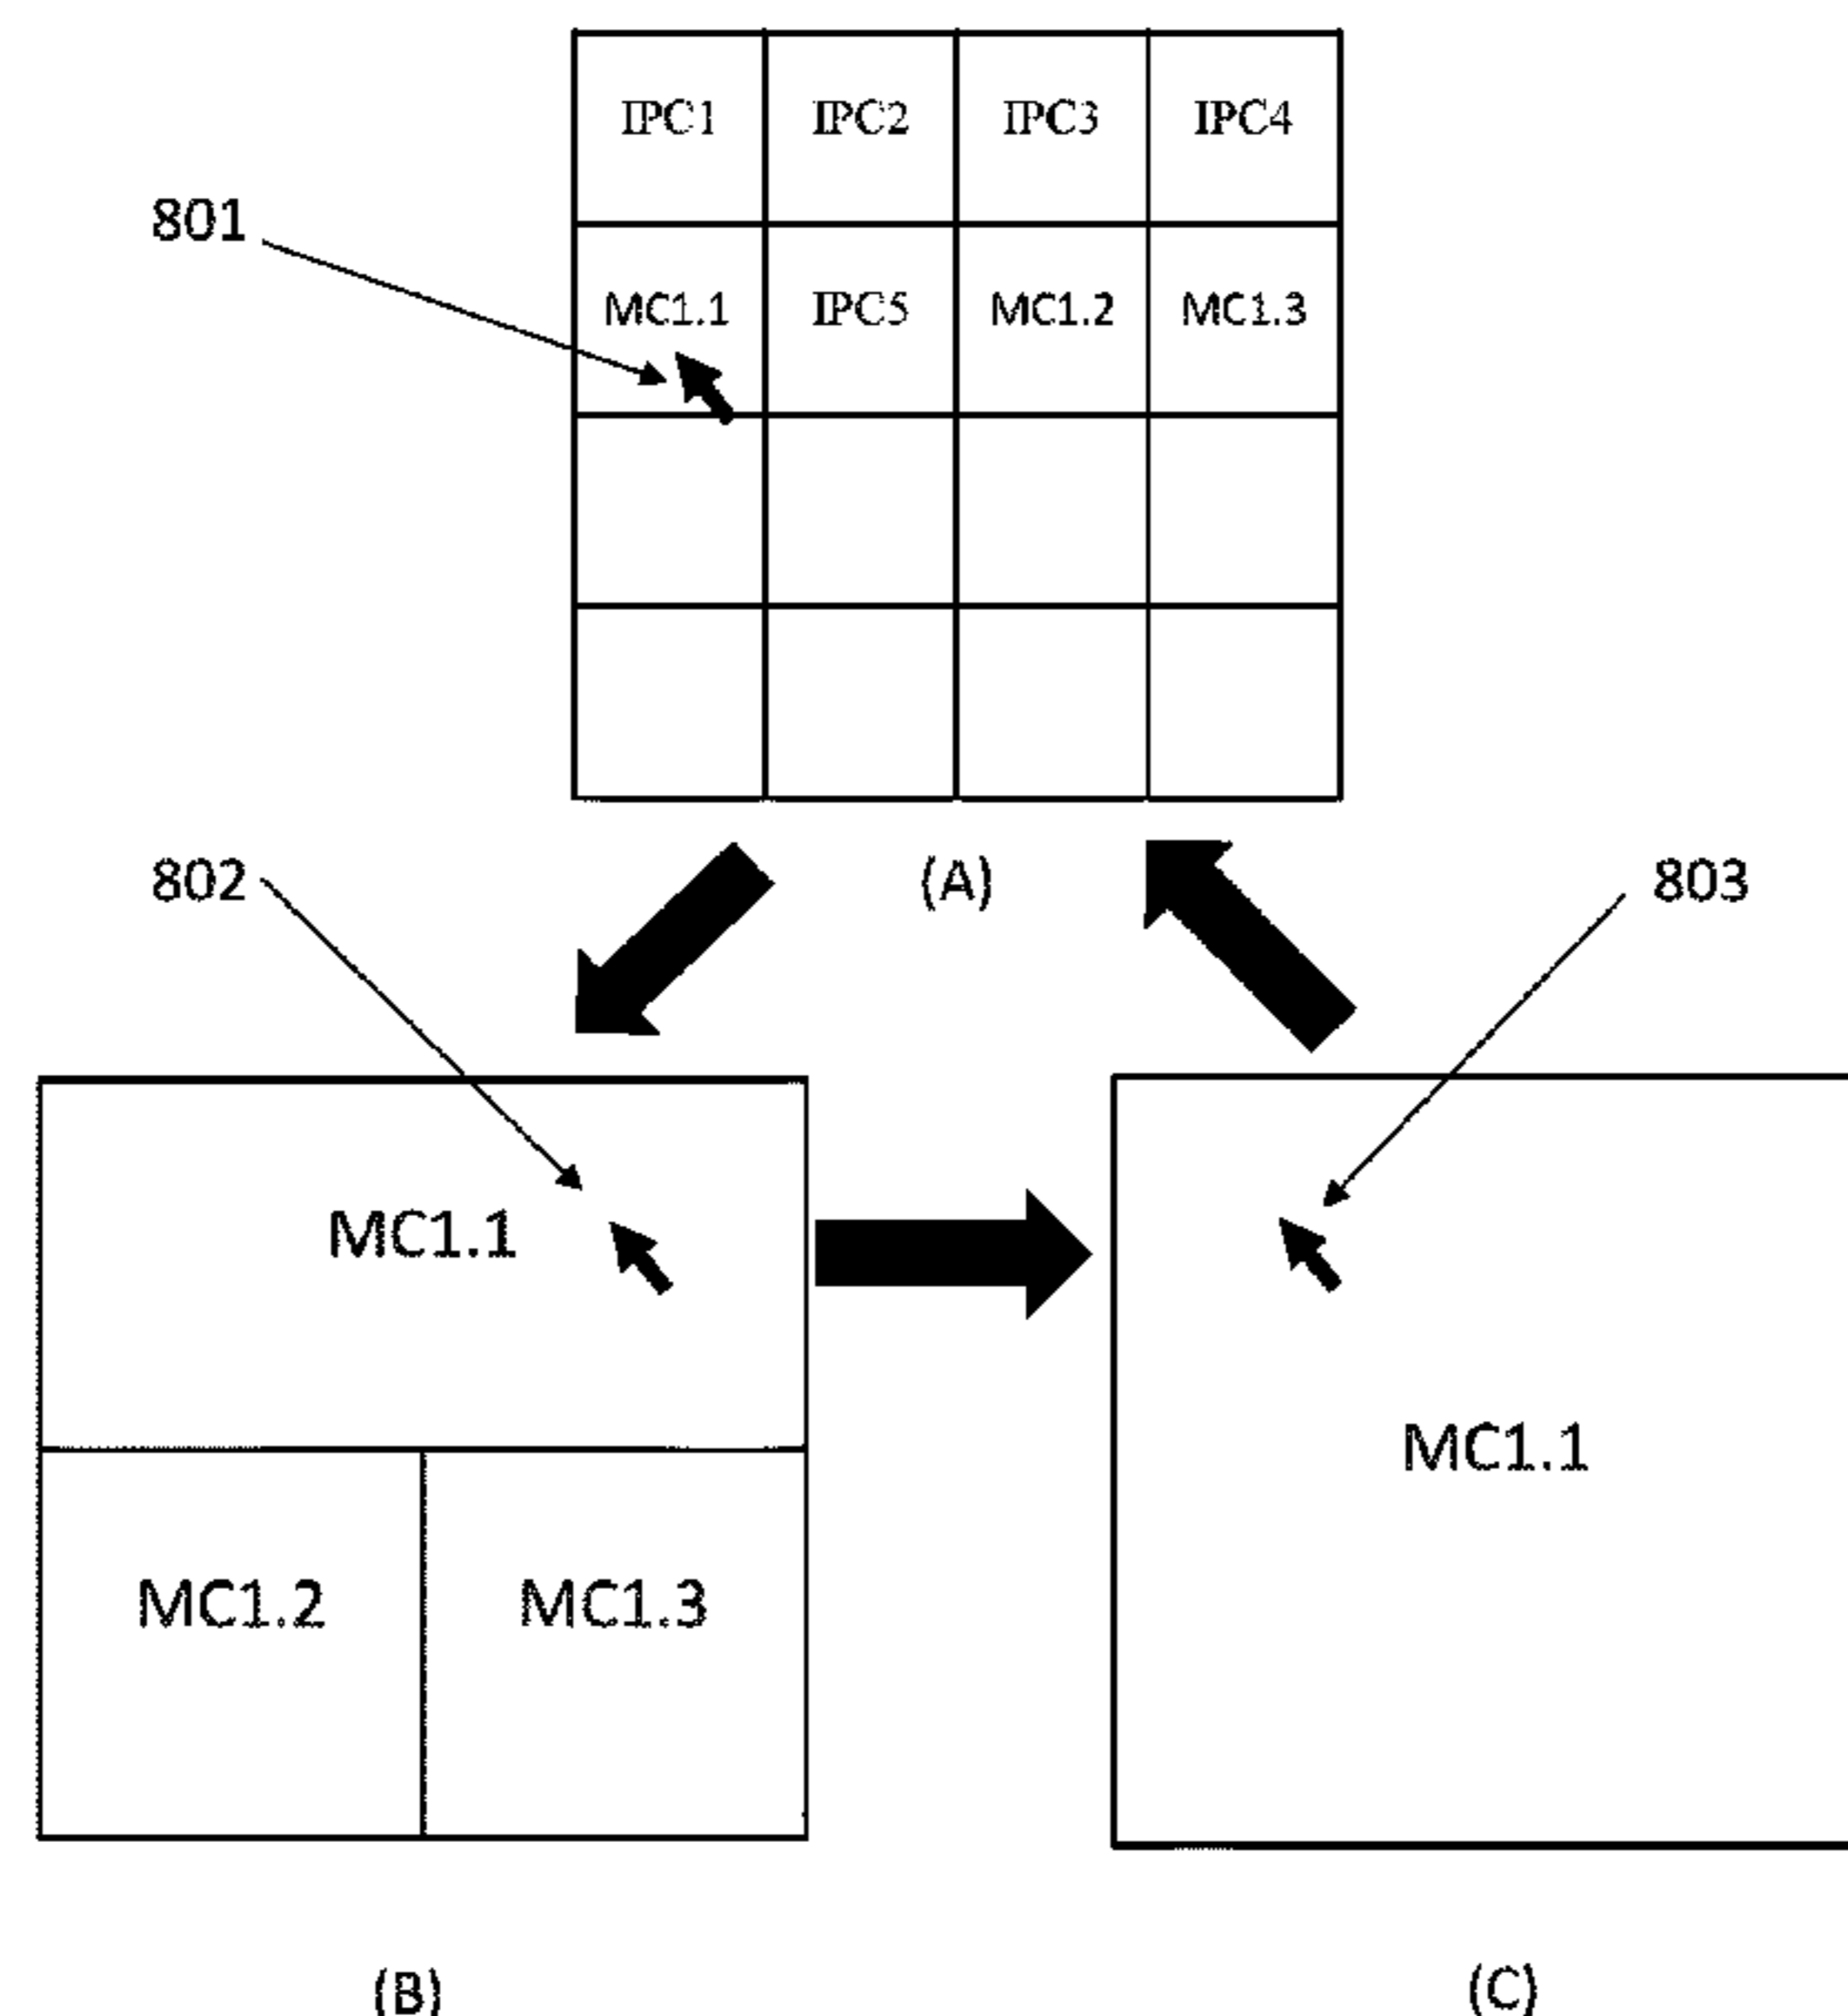 IPC1 IPC2 IPC3 IPC4
801
MC1.1 IPC5 MC1.2 MC1.3
802 (A) 803
MC1.1
MC1.1
MC1.2 MC1.3
(B) (C)